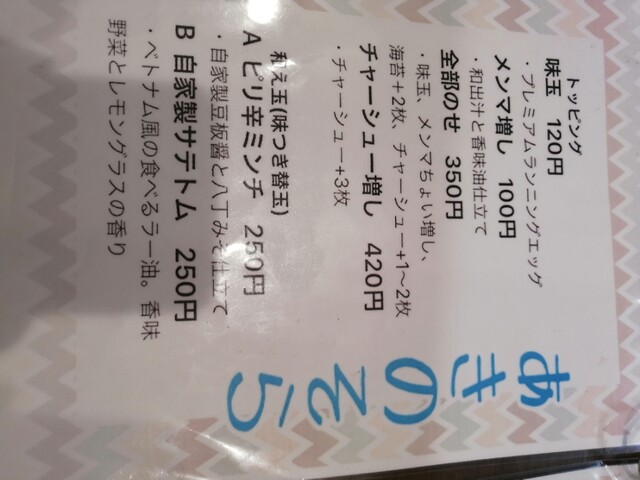 トッピング
味玉 120円
・プレミアムランニングエッグ
メンマ増し 100円
・和出汁と香味油仕立て
全部のせ 350円
・味玉、メンマちょい増し、
海苔+2枚、チャーシュー+1〜2枚
チャーシュー増し 420円
・チャーシュー+3枚
和え玉(味つき替玉)
A ピリ辛ミンチ 250円
・自家製豆板醤と八丁みそ仕立て
B 自家製サテトム 250円
・ベトナム風の食べるラー油。香味
野菜とレモングラスの香り
あきのそら